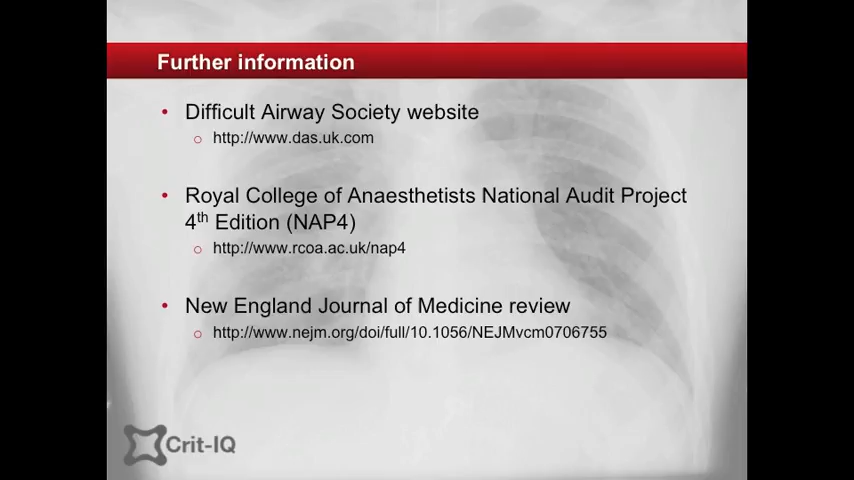 Further information
• Difficult Airway Society website
o http://www.das.uk.com
• Royal College of Anaesthetists National Audit Project
4th Edition (NAP4)
o http://www.rcoa.ac.uk/nap4
• New England Journal of Medicine review
o http://www.nejm.org/doi/full/10.1056/NEJMvcm0706755
Crit-IQ